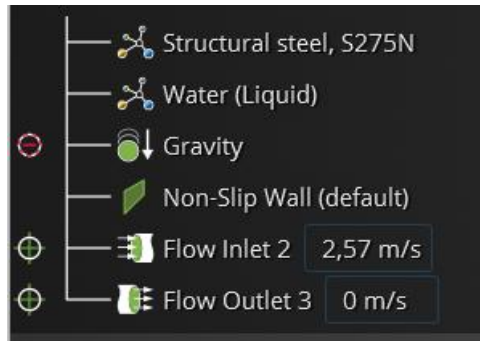 Structural steel, S275N
Water (Liquid)
Gravity
Non-Slip Wall (default)
Flow Inlet 2 2,57 m/s
Flow Outlet 3 0 m/s